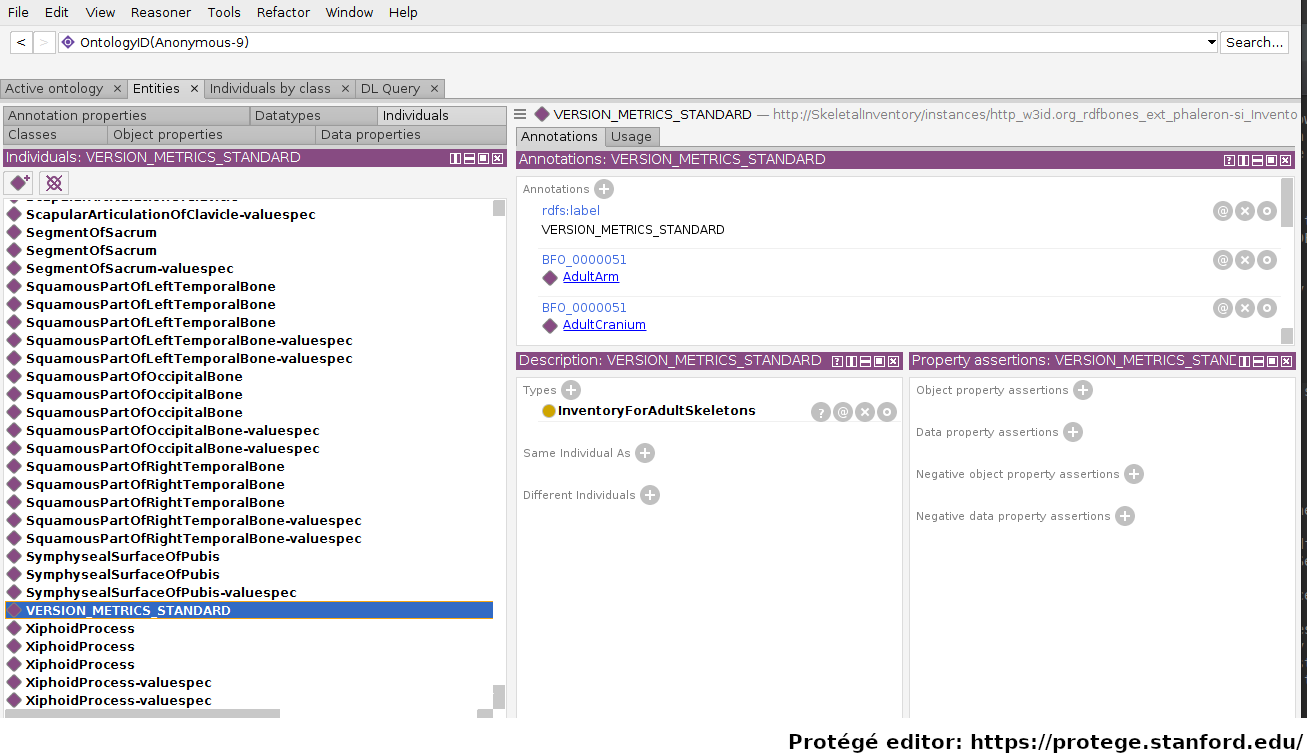 File Edit View Reasoner Tools Refactor Window Help
< > OntologyID(Anonymous-9) Search...
Active ontology × Entities × Individuals by class × DL Query ×
Annotation properties Datatypes Individuals
Classes Object properties Data properties
Individuals: VERSION_METRICS_STANDARD
ScapularArticulationOfClavicle-valuespec
SegmentOfSacrum
SegmentOfSacrum
SegmentOfSacrum-valuespec
SquamousPartOfLeftTemporalBone
SquamousPartOfLeftTemporalBone
SquamousPartOfLeftTemporalBone
SquamousPartOfLeftTemporalBone-valuespec
SquamousPartOfLeftTemporalBone-valuespec
SquamousPartOfOccipitalBone
SquamousPartOfOccipitalBone
SquamousPartOfOccipitalBone
SquamousPartOfOccipitalBone-valuespec
SquamousPartOfOccipitalBone-valuespec
SquamousPartOfRightTemporalBone
SquamousPartOfRightTemporalBone
SquamousPartOfRightTemporalBone
SquamousPartOfRightTemporalBone-valuespec
SquamousPartOfRightTemporalBone-valuespec
SymphysealSurfaceOfPubis
SymphysealSurfaceOfPubis
SymphysealSurfaceOfPubis-valuespec
VERSION_METRICS_STANDARD
XiphoidProcess
XiphoidProcess
XiphoidProcess
XiphoidProcess-valuespec
XiphoidProcess-valuespec
VERSION_METRICS_STANDARD — http://SkeletalInventory/instances/http_w3id.org_rdfbones_ext_phaleron-si_Invento
Annotations Usage
Annotations: VERSION_METRICS_STANDARD
Annotations
rdfs:label
VERSION_METRICS_STANDARD
BFO_0000051
AdultArm
BFO_0000051
AdultCranium
Description: VERSION_METRICS_STANDARD
Types
InventoryForAdultSkeletons
Same Individual As
Different Individuals
Property assertions: VERSION_METRICS_STAND
Object property assertions
Data property assertions
Negative object property assertions
Negative data property assertions
Protégé editor: https://protege.stanford.edu/